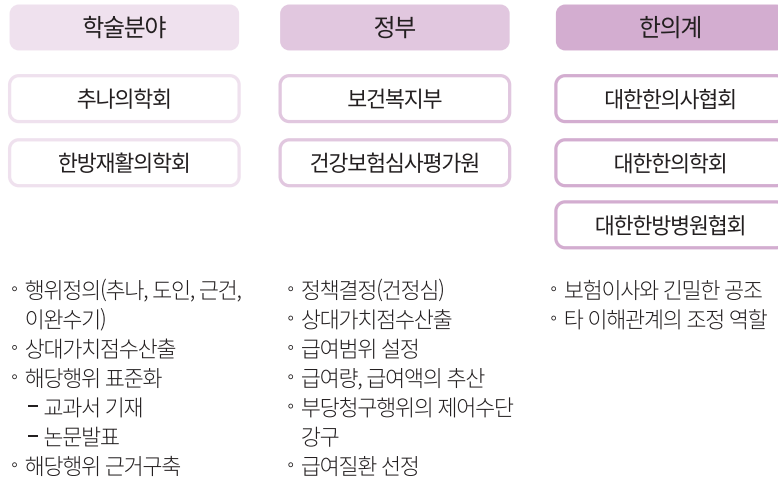 학술분야
추나의학회
한방재활의학회
◦ 행위정의(추나, 도인, 근건,
이완수기)
◦ 상대가치점수산출
◦ 해당행위 표준화
– 교과서 기재
– 논문발표
◦ 해당행위 근거구축
정부
보건복지부
건강보험심사평가원
◦ 정책결정(건정심)
◦ 상대가치점수산출
◦ 급여범위 설정
◦ 급여량, 급여액의 추산
◦ 부당청구행위의 제어수단
강구
◦ 급여질환 선정
한의계
대한한의사협회
대한한의학회
대한한방병원협회
◦ 보험이사와 긴밀한 공조
◦ 타 이해관계의 조정 역할